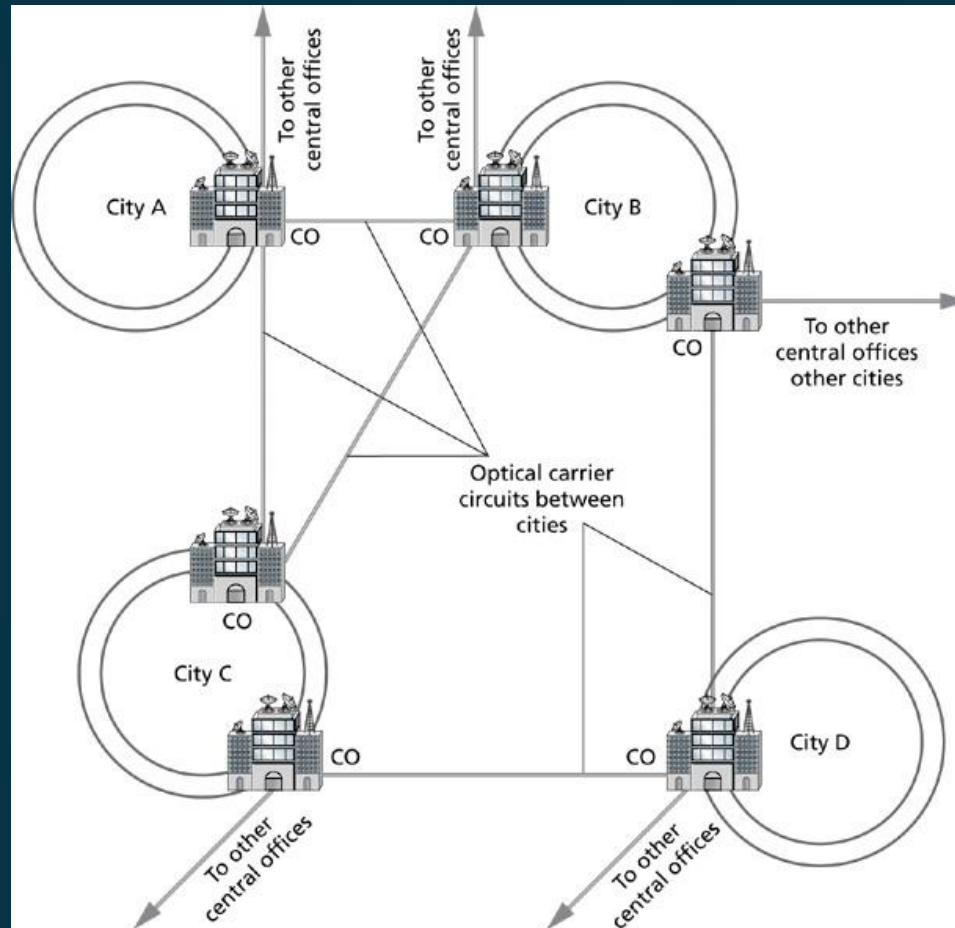 To other
central offices
To other
central offices
City A
CO
CO
City B
CO
To other
central offices
other cities
Optical carrier
circuits between
cities
CO
City C
CO
CO
City D
To other
central offices
To other
central offices